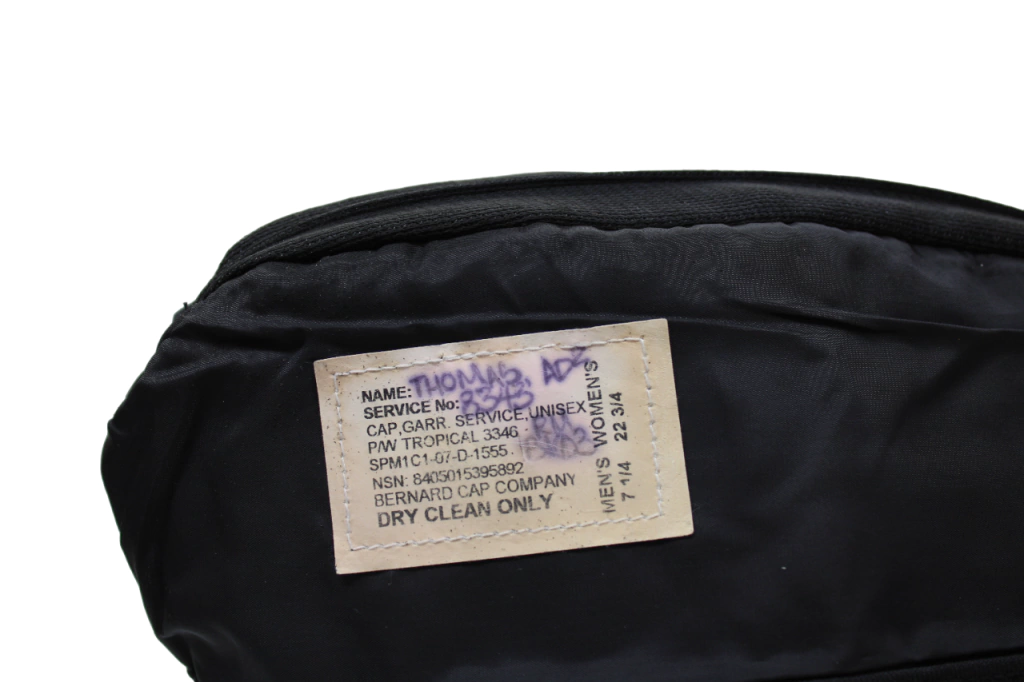 NAME: THOMAS, AD3
SERVICE No: 8343
CAP,GARR. SERVICE,UNISEX
P/W TROPICAL 3346
SPM1C1-07-D-1555
NSN: 8405015395892
BERNARD CAP COMPANY
DRY CLEAN ONLY
MEN'S WOMEN'S
7 1/4 22 3/4